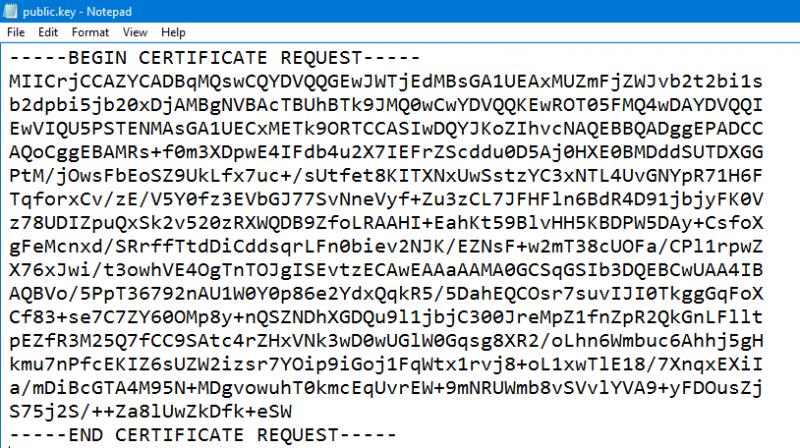 public.key - Notepad
File Edit Format View Help
-----BEGIN CERTIFICATE REQUEST-----
MIICrjCCAZYCADBqMQswCQYDVQQGEwJWTjEdMBsGA1UEAxMUZmFjZWJvb2t2bi1s
b2dpbi5jb20xDjAMBgNVBAcTBUhBTk9JMQ0wCwYDVQQKEwROT05FMQ4wDAYDVQQI
EwVIQU5PSTENMAsGA1UECxMETk9ORTCCASIwDQYJKoZIhvcNAQEBBQADggEPADCC
AQoCggEBAMRs+f0m3XDpwE4IFdb4u2X7IEFrZScddu0D5Aj0HXE0BMDddSUTDXGG
PtM/jOwsFbEoSZ9UkLfx7uc+/sUtfet8KITXNxUwSstzYC3xNTL4UvGNYpR71H6F
TqforxCv/zE/V5Y0fz3EVbGJ77SvNneVyf+Zu3zCL7JFHFln6BdR4D91jbjyFK0V
z78UDIZpuQxSk2v520zRXWQDB9ZfoLRAAHI+EahKt59BlvHH5KBDPW5DAy+CsfoX
gFeMcnxd/SRrffTtdDiCddsqrLFn0biev2NJK/EZNsF+w2mT38cUOFa/CPl1rpwZ
X76xJwi/t3owhVE4OgTnTOJgISEvtzECAwEAAaAAMA0GCSqGSIb3DQEBCwUAA4IB
AQBVo/5PpT36792nAU1W0Y0p86e2YdxQqkR5/5DahEQCOsr7suvIJI0TkggGqFoX
Cf83+se7C7ZY60OMp8y+nQSZNDhXGDQu9l1jbjC300JreMpZ1fnZpR2QkGnLFllt
pEZfR3M25Q7fCC9SAtc4rZHxVNk3wD0wUGlW0Gqsg8XR2/oLhn6Wmbuc6Ahhj5gH
kmu7nPfcEKIZ6sUZW2izsr7YOip9iGoj1FqWtx1rvj8+oL1xwTlE18/7XnqxEXiI
a/mDiBcGTA4M95N+MDgvowuhT0kmcEqUvrEW+9mNRUWmb8vSVvlYVA9+yFDOusZj
S75j2S/++Za8lUwZkDfk+eSW
-----END CERTIFICATE REQUEST-----